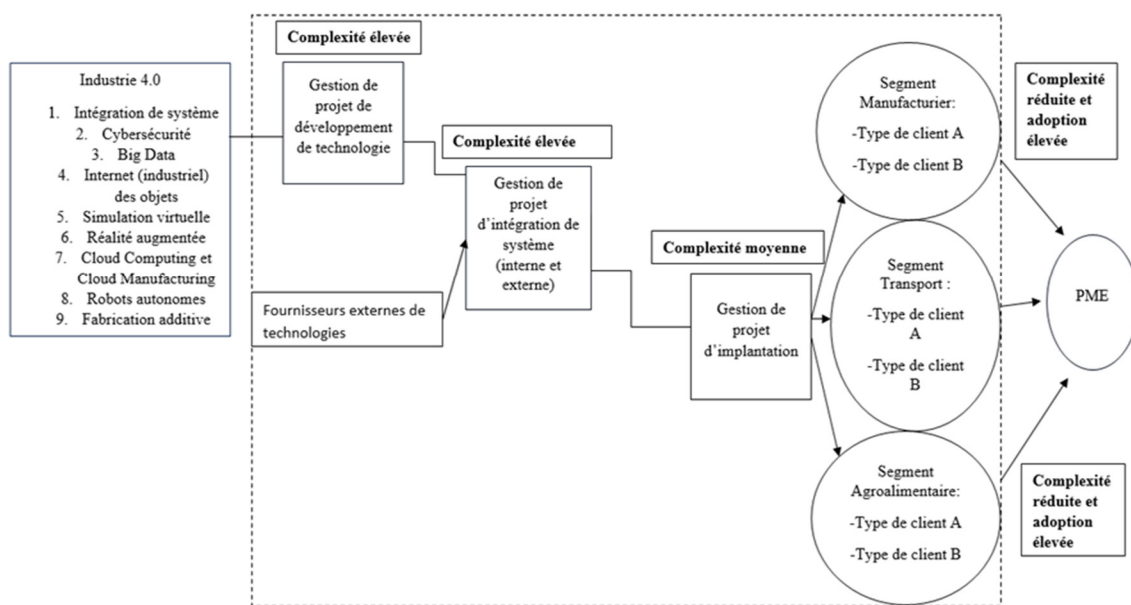 Industrie 4.0
1. Intégration de système
2. Cybersécurité
3. Big Data
4. Internet (industriel)
des objets
5. Simulation virtuelle
6. Réalité augmentée
7. Cloud Computing et
Cloud Manufacturing
8. Robots autonomes
9. Fabrication additive
Complexité élevée
Gestion de
projet de
développement
de technologie
Complexité élevée
Gestion de
projet
d’intégration de
système
(interne et
externe)
Fournisseurs externes de
technologies
Complexité moyenne
Gestion de
projet
d’implantation
Segment
Manufacturier:
-Type de client A
-Type de client B
Segment
Transport :
-Type de client
A
-Type de client
B
Segment
Agroalimentaire:
-Type de client A
-Type de client B
Complexité
réduite et
adoption
élevée
PME
Complexité
réduite et
adoption
élevée